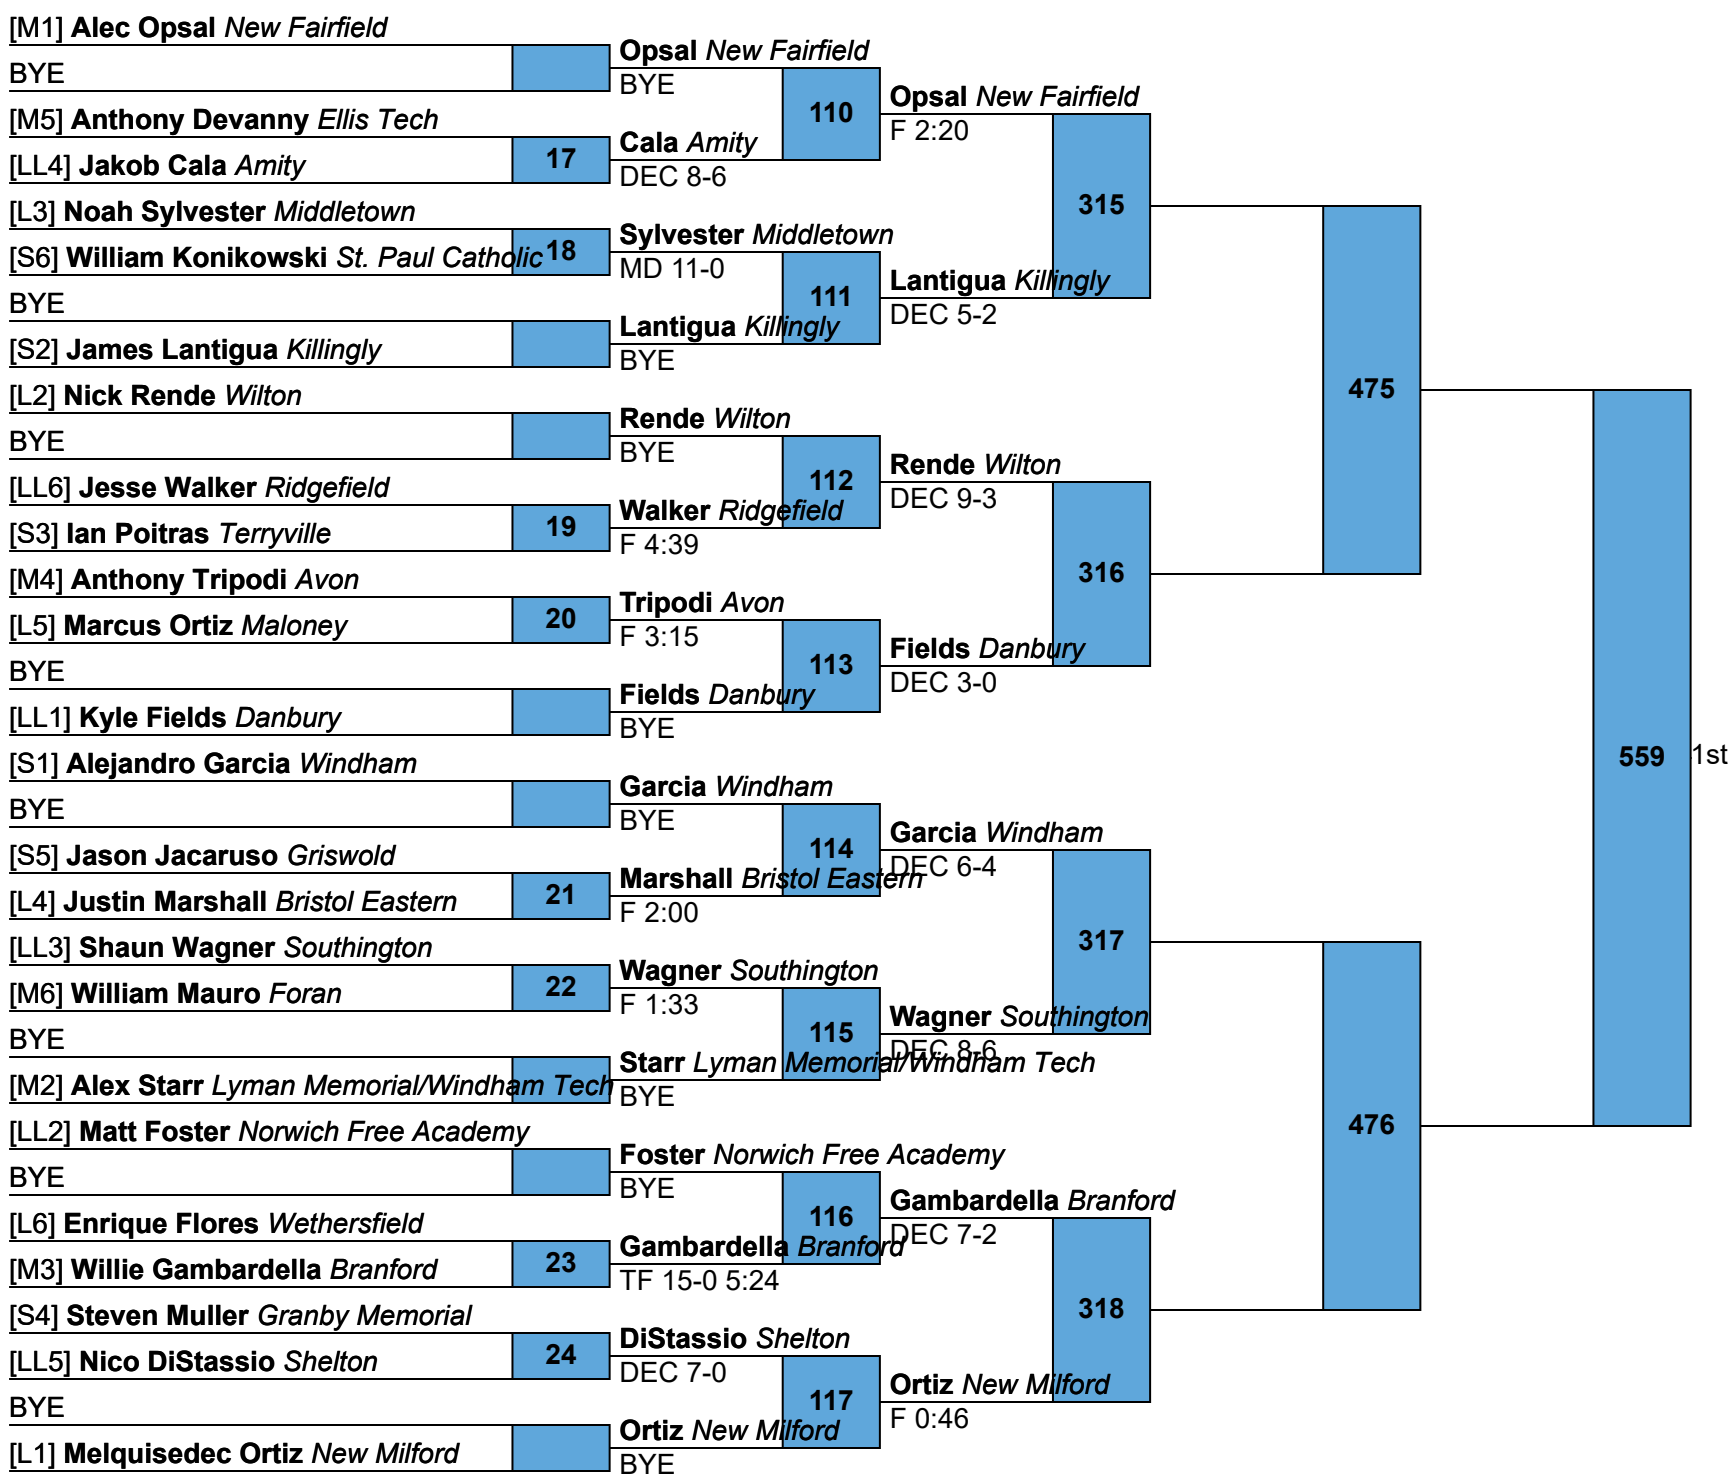 [M1] Alec Opsal New Fairfield
BYE
[M5] Anthony Devanny Ellis Tech
17
[LL4] Jakob Cala Amity
[L3] Noah Sylvester Middletown
[S6] William Konikowski St. Paul Catholic 18
BYE
[S2] James Lantigua Killingly
[L2] Nick Rende Wilton
BYE
[LL6] Jesse Walker Ridgefield
19
[S3] Ian Poitras Terryville
[M4] Anthony Tripodi Avon
20
[L5] Marcus Ortiz Maloney
BYE
[LL1] Kyle Fields Danbury
[S1] Alejandro Garcia Windham
BYE
[S5] Jason Jacaruso Griswold
21
[L4] Justin Marshall Bristol Eastern
[LL3] Shaun Wagner Southington
22
[M6] William Mauro Foran
BYE
[M2] Alex Starr Lyman Memorial/Windham Tech
[LL2] Matt Foster Norwich Free Academy
BYE
[L6] Enrique Flores Wethersfield
23
[M3] Willie Gambardella Branford
[S4] Steven Muller Granby Memorial
24
[LL5] Nico DiStassio Shelton
BYE
[L1] Melquisedec Ortiz New Milford
Opsal New Fairfield
BYE
110
Cala Amity
DEC 8-6
Sylvester Middletown
MD 11-0
111
Lantigua Killingly
BYE
Rende Wilton
BYE
112
Walker Ridgefield
F 4:39
Tripodi Avon
F 3:15
113
Fields Danbury
BYE
Garcia Windham
BYE
114
Marshall Bristol Eastern
F 2:00
Wagner Southington
F 1:33
115
Starr Lyman Memorial/Windham Tech
BYE
Foster Norwich Free Academy
BYE
116
Gambardella Branford
TF 15-0 5:24
DiStassio Shelton
DEC 7-0
117
Ortiz New Milford
BYE
Opsal New Fairfield
F 2:20
315
Lantigua Killingly
DEC 5-2
Rende Wilton
DEC 9-3
316
Fields Danbury
DEC 3-0
Garcia Windham
DEC 6-4
317
Wagner Southington
DEC 8-6
Gambardella Branford
DEC 7-2
318
Ortiz New Milford
F 0:46
475
476
559
1st